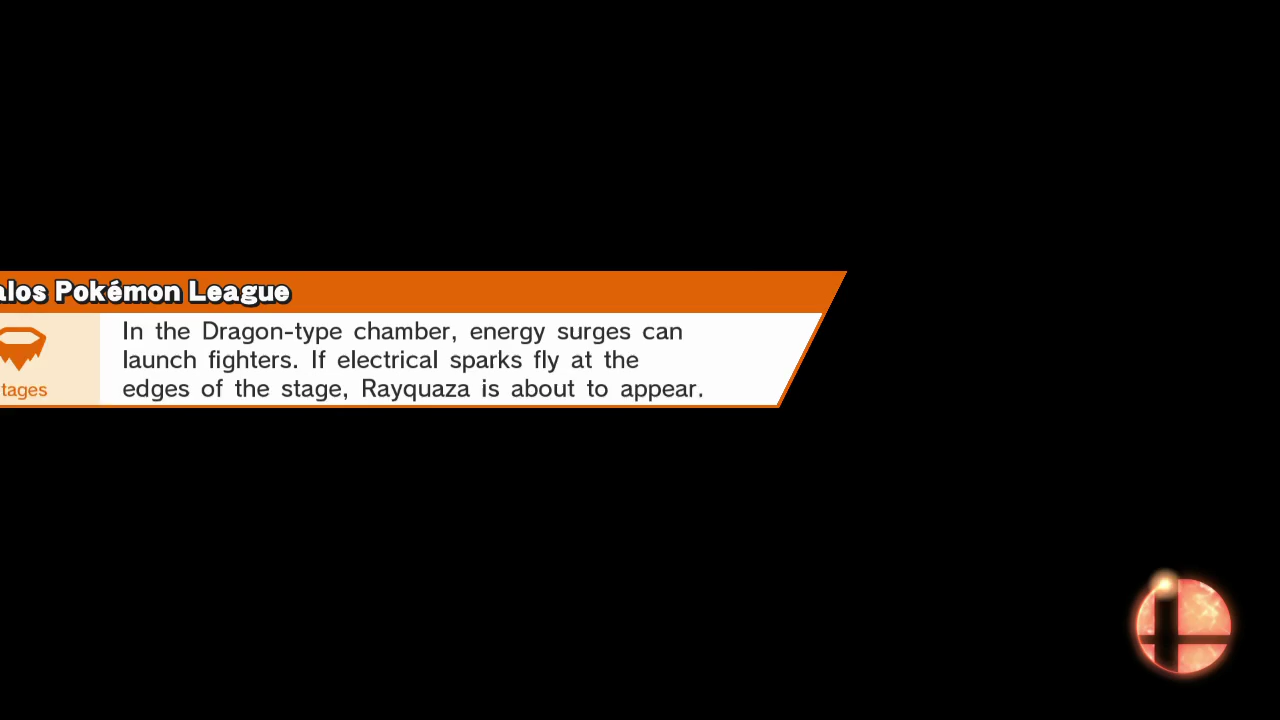 alos Pokémon League
In the Dragon-type chamber, energy surges can
launch fighters. If electrical sparks fly at the
edges of the stage, Rayquaza is about to appear.
tages